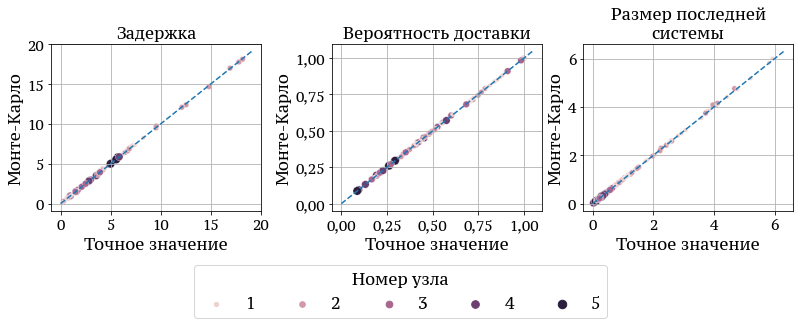 Задержка
Монте-Карло
20
15
10
5
0
0 5 10 15 20
Точное значение
Вероятность доставки
Монте-Карло
1,00
0,75
0,50
0,25
0,00
0,00 0,25 0,50 0,75 1,00
Точное значение
Размер последней
системы
Монте-Карло
6
4
2
0
0 2 4 6
Точное значение
Номер узла
1 2 3 4 5